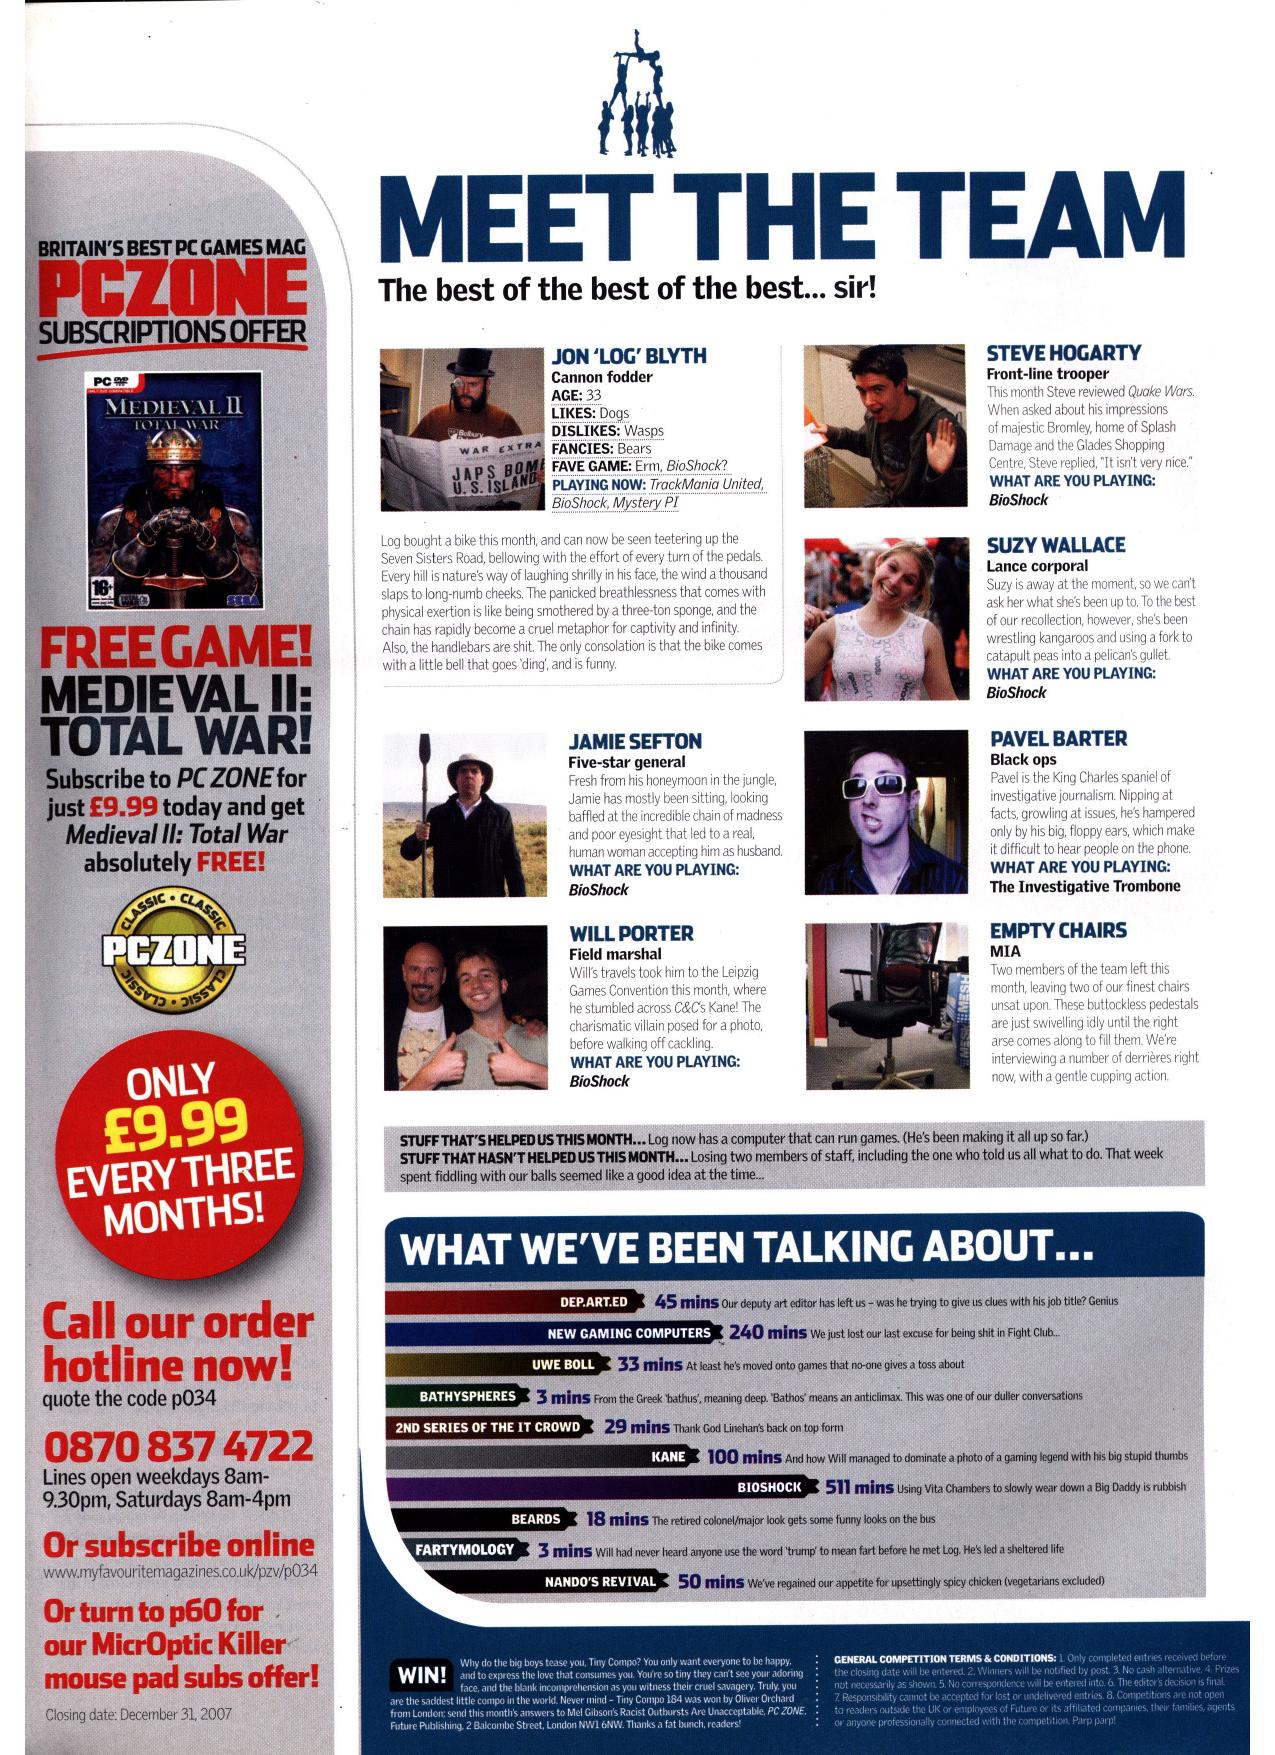 BRITAIN'S BEST PC GAMES MAG
PCZONE
SUBSCRIPTIONS OFFER
PC DVD
MEDIEVAL II
TOTAL WAR
16+
TOTAL WAR
SEGA
FREE GAME!
MEDIEVAL II:
TOTAL WAR!
Subscribe to PC ZONE for
just £9.99 today and get
Medieval II: Total War
absolutely FREE!
CLASSIC • CLASSIC
PCZONE
CLASSIC • CLASSIC
ONLY
£9.99
EVERY THREE
MONTHS!
Call our order
hotline now!
quote the code p034
0870 837 4722
Lines open weekdays 8am-
9.30pm, Saturdays 8am-4pm
Or subscribe online
www.myfavouritemagazines.co.uk/pzv/p034
Or turn to p60 for
our MicrOptic Killer
mouse pad subs offer!
Closing date: December 31, 2007
MEET THE TEAM
The best of the best of the best... sir!
WAR EXTRA
JAPS BOMB
U.S. ISLAND
JON 'LOG' BLYTH
Cannon fodder
AGE: 33
LIKES: Dogs
DISLIKES: Wasps
FANCIES: Bears
FAVE GAME: Erm, BioShock?
PLAYING NOW: TrackMania United,
BioShock, Mystery PI
Log bought a bike this month, and can now be seen teetering up the
Seven Sisters Road, bellowing with the effort of every turn of the pedals.
Every hill is nature's way of laughing shrilly in his face, the wind a thousand
slaps to long-numb cheeks. The panicked breathlessness that comes with
physical exertion is like being smothered by a three-ton sponge, and the
chain has rapidly become a cruel metaphor for captivity and infinity.
Also, the handlebars are shit. The only consolation is that the bike comes
with a little bell that goes 'ding', and is funny.
STEVE HOGARTY
Front-line trooper
This month Steve reviewed Quake Wars.
When asked about his impressions
of majestic Bromley, home of Splash
Damage and the Glades Shopping
Centre, Steve replied, "It isn't very nice."
WHAT ARE YOU PLAYING:
BioShock
SUZY WALLACE
Lance corporal
Suzy is away at the moment, so we can't
ask her what she's been up to. To the best
of our recollection, however, she's been
wrestling kangaroos and using a fork to
catapult peas into a pelican's gullet.
WHAT ARE YOU PLAYING:
BioShock
JAMIE SEFTON
Five-star general
Fresh from his honeymoon in the jungle,
Jamie has mostly been sitting, looking
baffled at the incredible chain of madness
and poor eyesight that led to a real,
human woman accepting him as husband.
WHAT ARE YOU PLAYING:
BioShock
PAVEL BARTER
Black ops
Pavel is the King Charles spaniel of
investigative journalism. Nipping at
facts, growling at issues, he's hampered
only by his big, floppy ears, which make
it difficult to hear people on the phone.
WHAT ARE YOU PLAYING:
The Investigative Trombone
WILL PORTER
Field marshal
Will's travels took him to the Leipzig
Games Convention this month, where
he stumbled across C&C's Kane! The
charismatic villain posed for a photo,
before walking off cackling.
WHAT ARE YOU PLAYING:
BioShock
EMPTY CHAIRS
MIA
Two members of the team left this
month, leaving two of our finest chairs
unsat upon. These buttockless pedestals
are just swivelling idly until the right
arse comes along to fill them. We're
interviewing a number of derrières right
now, with a gentle cupping action.
STUFF THAT'S HELPED US THIS MONTH... Log now has a computer that can run games. (He's been making it all up so far.)
STUFF THAT HASN'T HELPED US THIS MONTH... Losing two members of staff, including the one who told us all what to do. That week
spent fiddling with our balls seemed like a good idea at the time...
WHAT WE'VE BEEN TALKING ABOUT...
DEP.ART.ED 45 mins Our deputy art editor has left us – was he trying to give us clues with his job title? Genius
NEW GAMING COMPUTERS 240 mins We just lost our last excuse for being shit in Fight Club...
UWE BOLL 33 mins At least he's moved onto games that no-one gives a toss about
BATHYSPHERES 3 mins From the Greek 'bathus', meaning deep. 'Bathos' means an anticlimax. This was one of our duller conversations
2ND SERIES OF THE IT CROWD 29 mins Thank God Linehan's back on top form
KANE 100 mins And how Will managed to dominate a photo of a gaming legend with his big stupid thumbs
BIOSHOCK 511 mins Using Vita Chambers to slowly wear down a Big Daddy is rubbish
BEARDS 18 mins The retired colonel/major look gets some funny looks on the bus
FARTYMOLOGY 3 mins Will had never heard anyone use the word 'trump' to mean fart before he met Log. He's led a sheltered life
NANDO'S REVIVAL 50 mins We've regained our appetite for upsettingly spicy chicken (vegetarians excluded)
WIN!
Why do the big boys tease you, Tiny Compo? You only want everyone to be happy,
and to express the love that consumes you. You're so tiny they can't see your adoring
face, and the blank incomprehension as you witness their cruel savagery. Truly, you
are the saddest little compo in the world. Never mind – Tiny Compo 184 was won by Oliver Orchard
from London; send this month's answers to Mel Gibson's Racist Outbursts Are Unacceptable, PC ZONE,
Future Publishing, 2 Balcombe Street, London NW1 6NW. Thanks a fat bunch, readers!
GENERAL COMPETITION TERMS & CONDITIONS: 1. Only completed entries received before
the closing date will be entered. 2. Winners will be notified by post. 3. No cash alternative. 4. Prizes
not necessarily as shown. 5. No correspondence will be entered into. 6. The editor's decision is final.
7. Responsibility cannot be accepted for lost or undelivered entries. 8. Competitions are not open
to readers outside the UK or employees of Future or its affiliated companies, their families, agents
or anyone professionally connected with the competition. Parp parp!